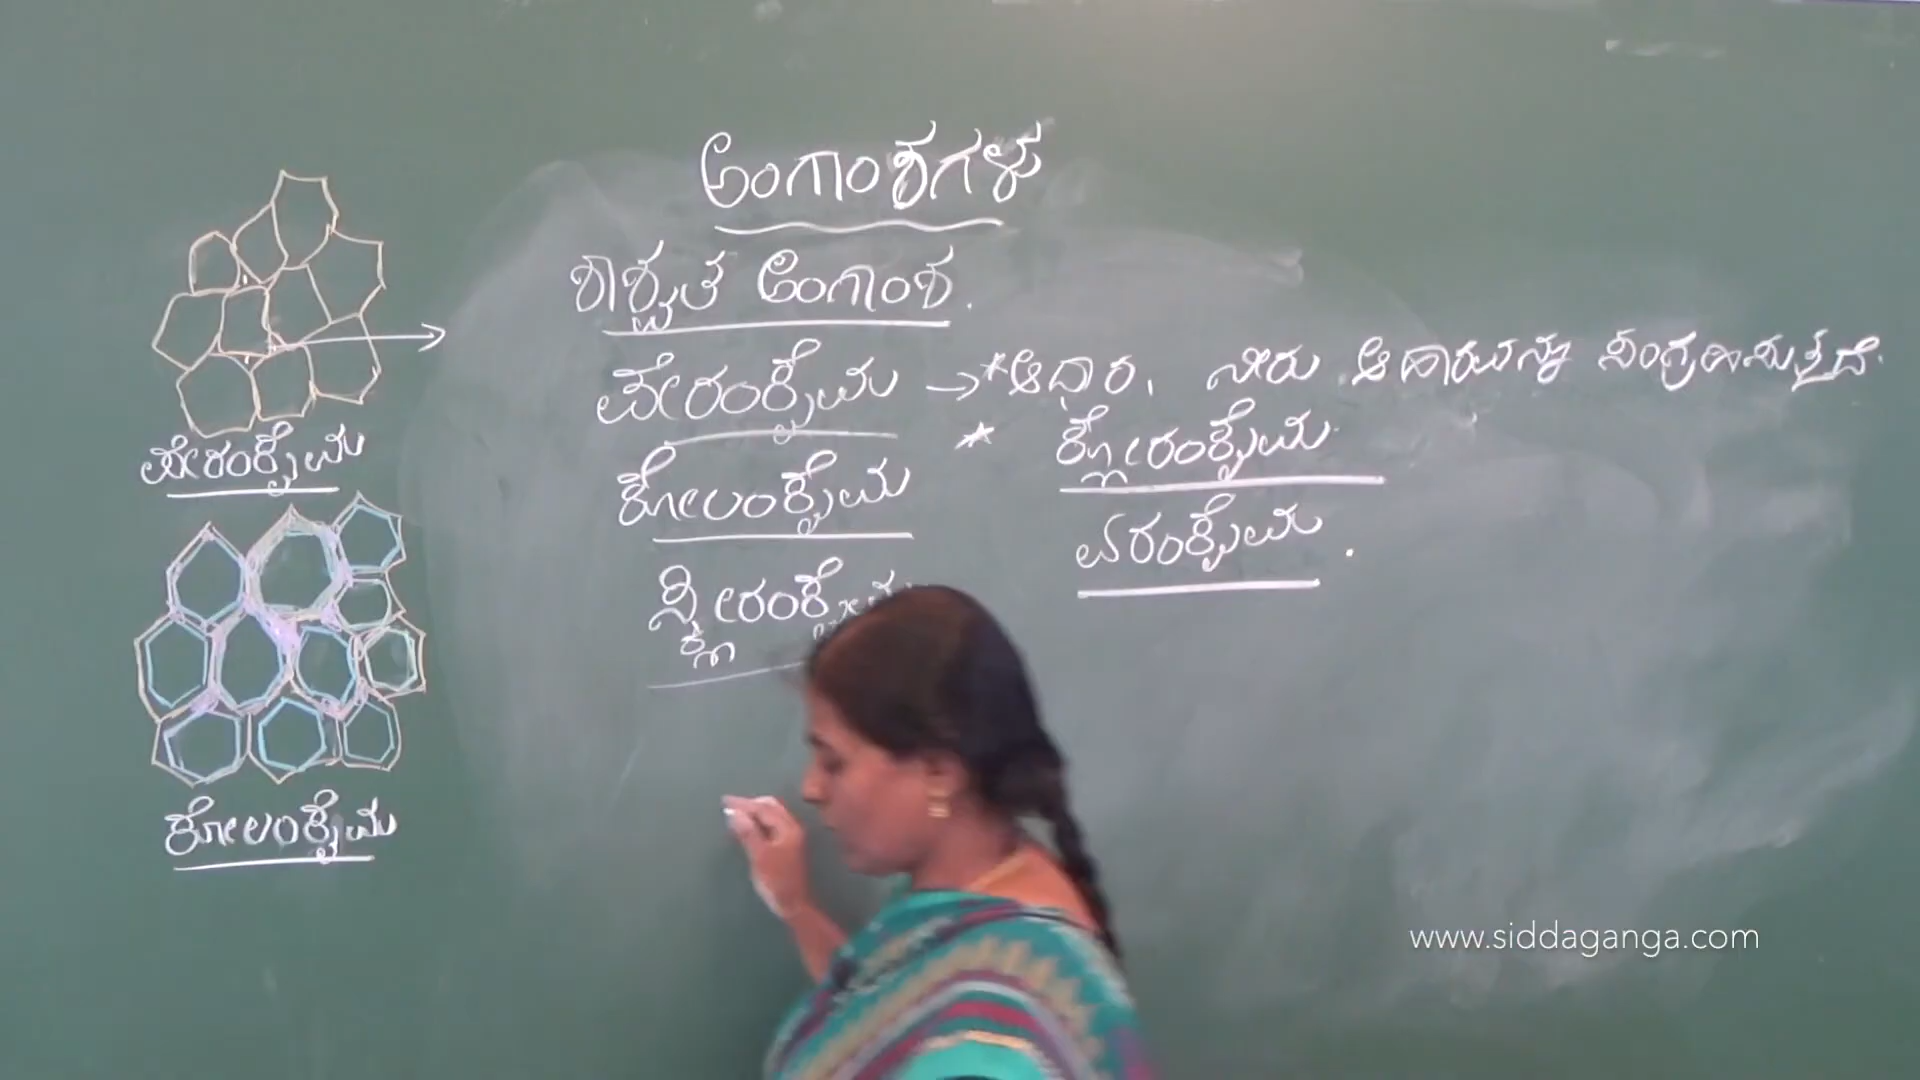 ಅಂಗಾಂಶಗಳು
ಶಾಶ್ವತ ಅಂಗಾಂಶ.
ಪೇರಂಕೈಮ → * ಆಧಾರ, ನೀರು ಆಹಾರವನ್ನು ಸಂಗ್ರಹಿಸುತ್ತದೆ.
* ಕ್ಲೋರಂಕೈಮ
ಕೋಲಂಕೈಮ
ಏರಂಕೈಮ.
ಪೇರಂಕೈಮ
ಕೋಲಂಕೈಮ
www.siddaganga.com